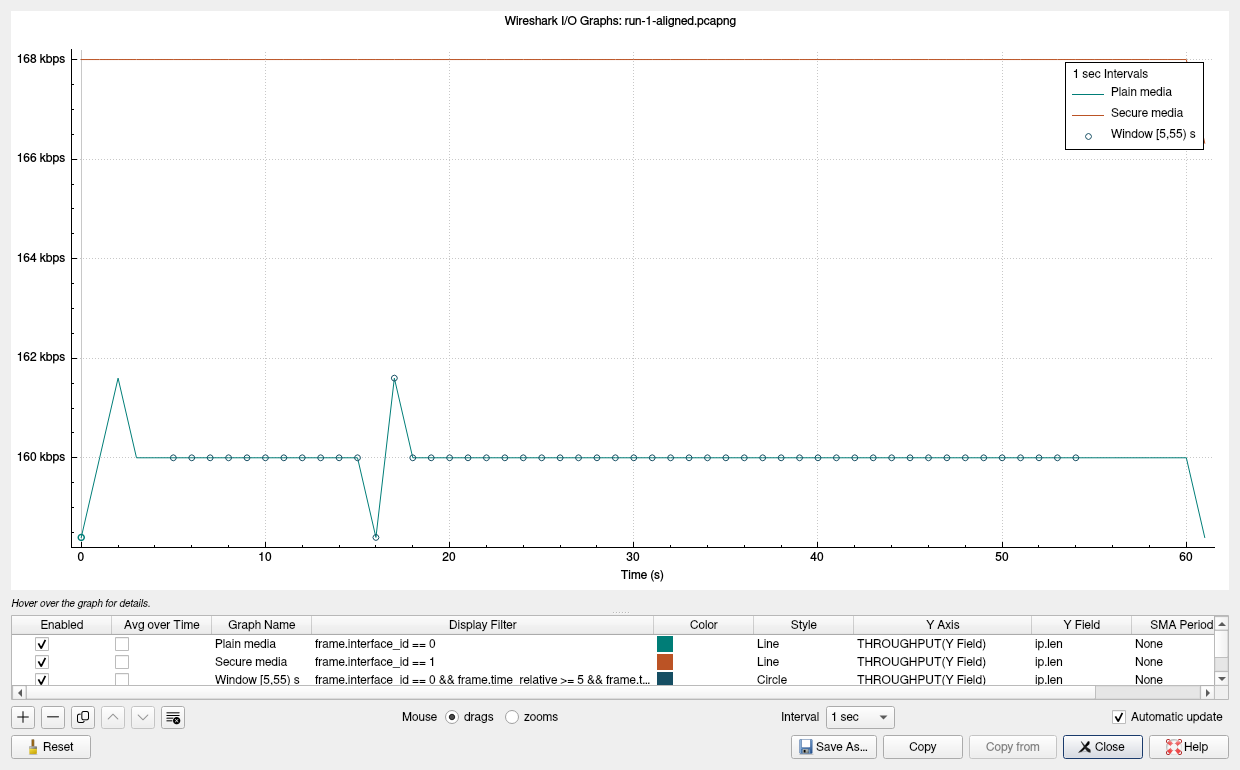 Wireshark I/O Graphs: run-1-aligned.pcapng
168 kbps
166 kbps
164 kbps
162 kbps
160 kbps
1 sec Intervals
Plain media
Secure media
Window [5,55) s
0 10 20 30 40 50 60
Time (s)
Hover over the graph for details.
Enabled Avg over Time Graph Name Display Filter Color Style Y Axis Y Field SMA Period
Plain media frame.interface_id == 0 Line THROUGHPUT(Y Field) ip.len None
Secure media frame.interface_id == 1 Line THROUGHPUT(Y Field) ip.len None
Window [5,55) s frame.interface_id == 0 && frame.time_relative >= 5 && frame.t... Circle THROUGHPUT(Y Field) ip.len None
Mouse drags zooms Interval 1 sec Automatic update
Reset Save As... Copy Copy from Close Help